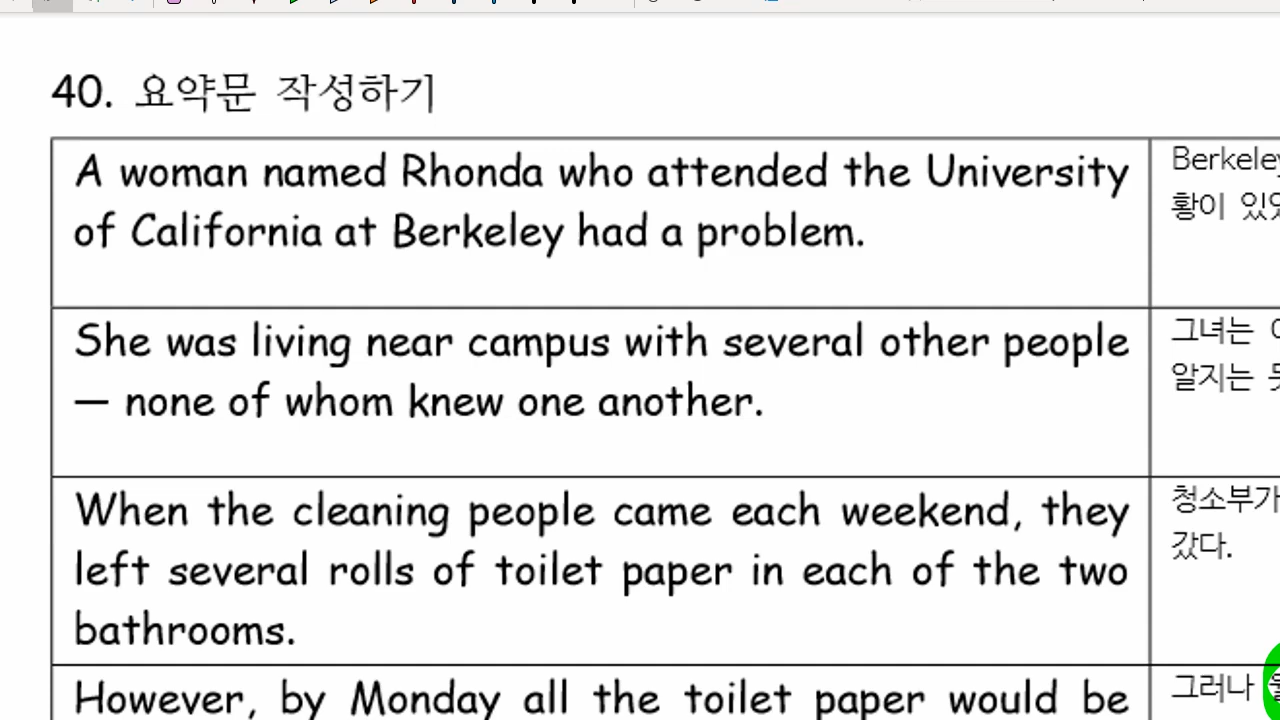 40. 요약문 작성하기
A woman named Rhonda who attended the University
of California at Berkeley had a problem.
Berkeley
황이
She was living near campus with several other people
— none of whom knew one another.
그녀는
알지는
When the cleaning people came each weekend, they
left several rolls of toilet paper in each of the two
bathrooms.
청소부가
갔다.
However, by Monday all the toilet paper would be
그러나